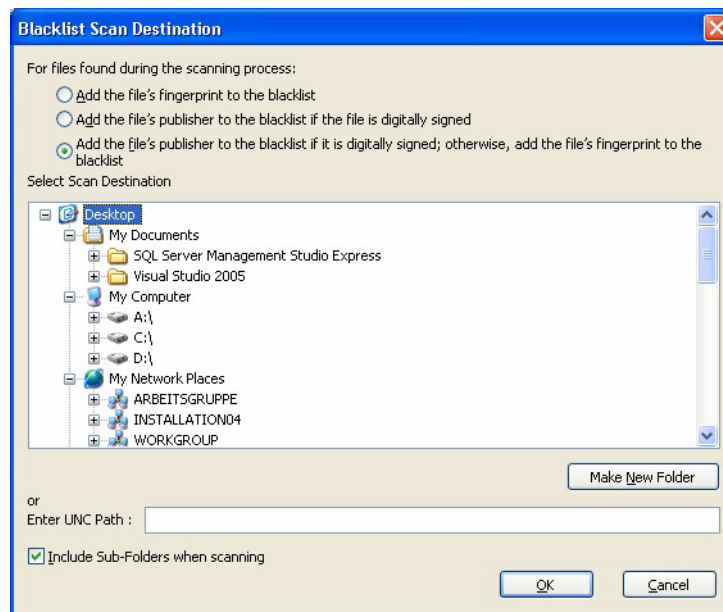 Blacklist Scan Destination
For files found during the scanning process:
Add the file's fingerprint to the blacklist
Add the file's publisher to the blacklist if the file is digitally signed
Add the file's publisher to the blacklist if it is digitally signed; otherwise, add the file's fingerprint to the
blacklist
Select Scan Destination
Desktop
My Documents
SQL Server Management Studio Express
Visual Studio 2005
My Computer
A:\
C:\
D:\
My Network Places
ARBEITSGRUPPE
INSTALLATION04
WORKGROUP
Make New Folder
or
Enter UNC Path :
Include Sub-Folders when scanning
OK
Cancel